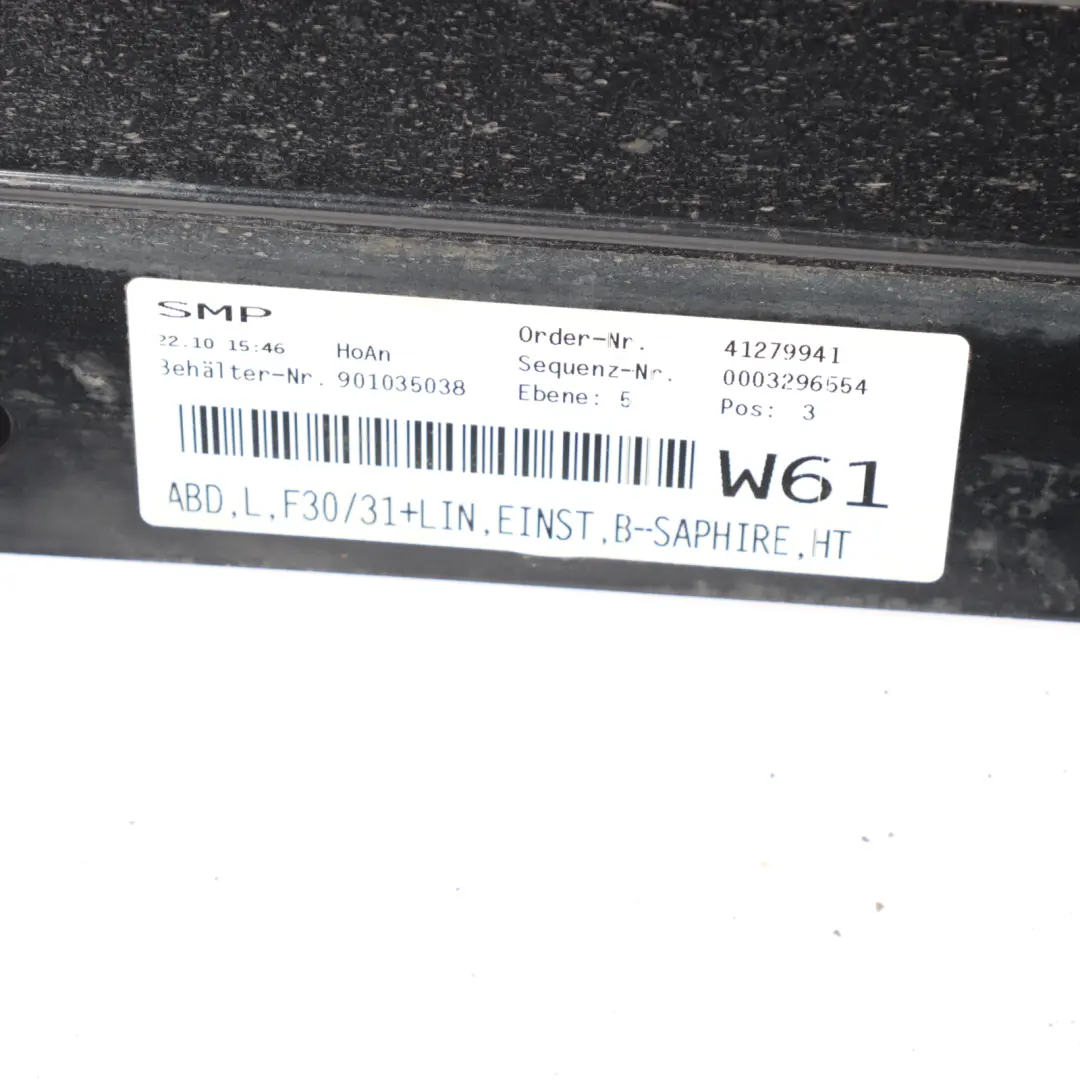 SMP
22.10 15:46 HoAn Order-Nr. 41279941
Behälter-Nr. 901035038 Sequenz-Nr. 0003296554
Ebene: 5 Pos: 3
W61
ABD,L,F30/31+LIN,EINST,B--SAPHIRE,HT